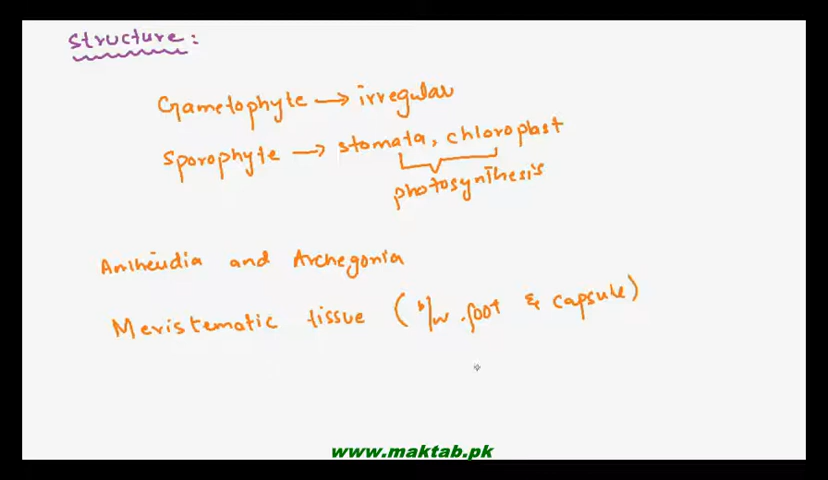 Structure:
Gametophyte → irregular
Sporophyte → stomata, chloroplast
photosynthesis
Antheridia and Archegonia
Meristematic tissue (b/w foot & capsule)
www.maktab.pk